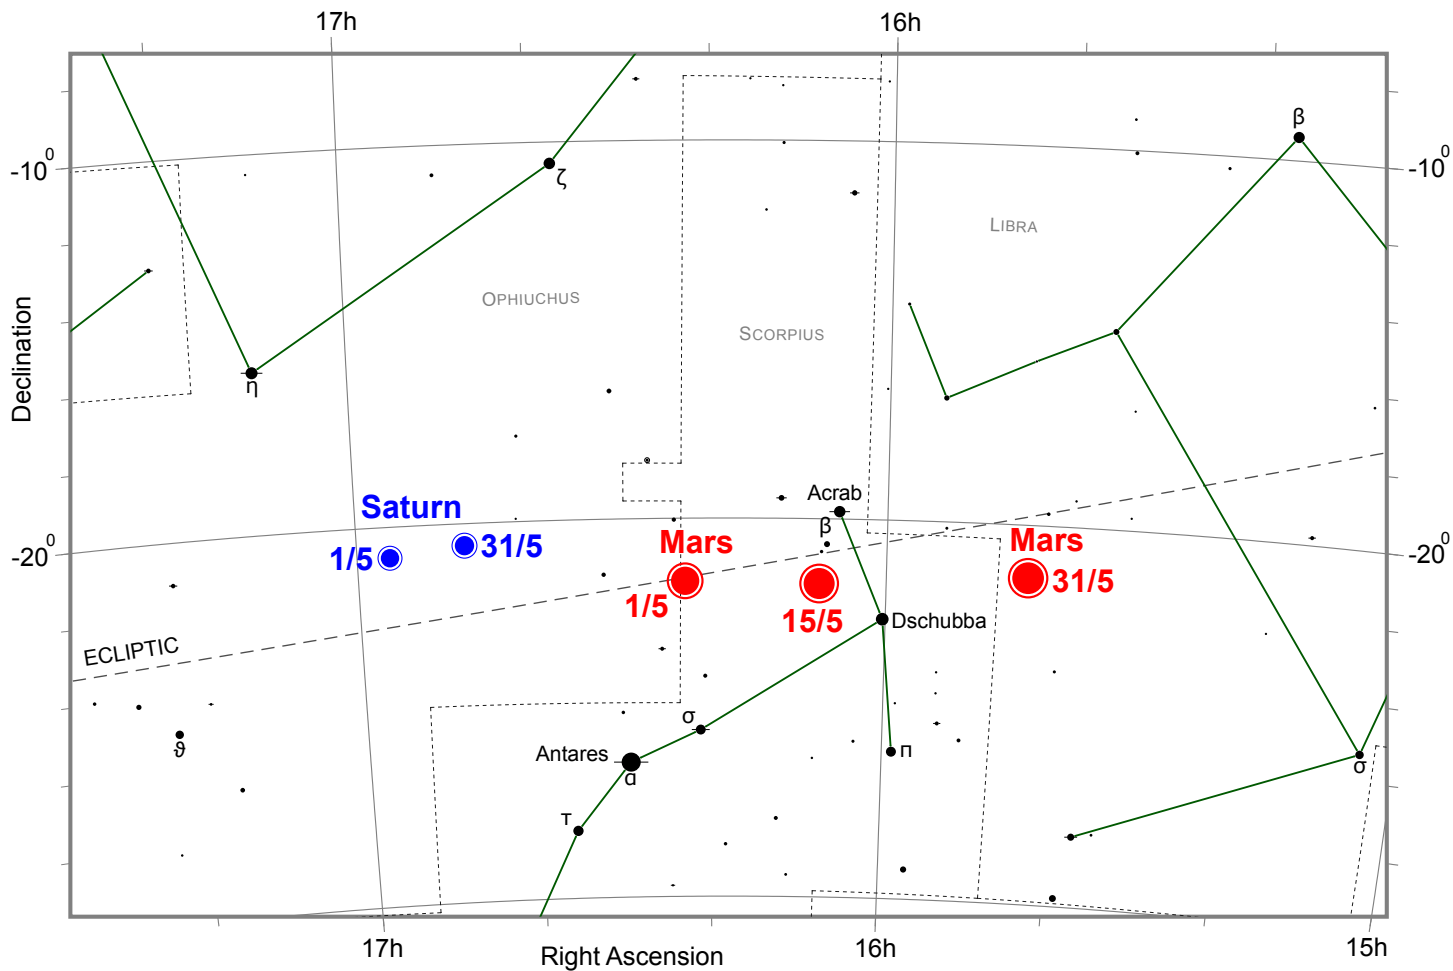 17h
16h
β
-10⁰
-10⁰
ζ
LIBRA
OPHIUCHUS
SCORPIUS
Declination
η
Acrab
β
Saturn
1/5
31/5
-20⁰
-20⁰
Mars
1/5
15/5
Mars
31/5
Dschubba
ECLIPTIC
σ
ϑ
Antares
α
π
σ
τ
17h
16h
15h
Right Ascension